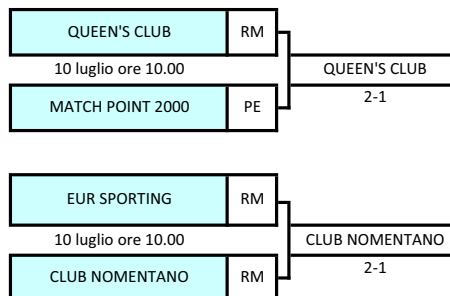 QUEEN'S CLUB RM
10 luglio ore 10.00 QUEEN'S CLUB
MATCH POINT 2000 PE 2-1
EUR SPORTING RM
10 luglio ore 10.00 CLUB NOMENTANO
CLUB NOMENTANO RM 2-1